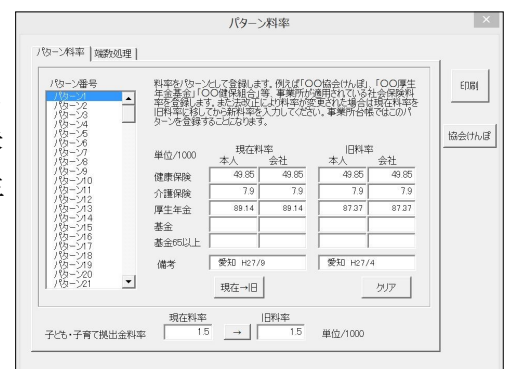 パターン料率
パターン料率
端数処理
パターン番号
パターン1
パターン2
パターン3
パターン4
パターン5
パターン6
パターン7
パターン8
パターン9
パターン10
パターン11
パターン12
パターン13
パターン14
パターン15
パターン16
パターン17
パターン18
パターン19
パターン20
パターン21
料率をパターンとして登録します。例えば「○○協会けんぽ」、「○○厚生
年金基金」「○○健保組合」等、事業所が適用されている社会保険料
率を登録します。また法改正により料率が変更された場合は現在料率を
旧料率に移してから新料率を入力してください。事業所台帳ではこのパ
ターンを登録することになります。
現在料率 旧料率
単位/1000 本人 会社 本人 会社
健康保険 49.85 49.85 49.85 49.85
介護保険 7.9 7.9 7.9 7.9
厚生年金 89.14 89.14 87.37 87.37
基金
基金65以上
備考 愛知 H27/9 愛知 H27/4
現在→旧 クリア
現在料率 旧料率
子ども・子育て拠出金料率 1.5 → 1.5 単位/1000
印刷
協会けんぽ